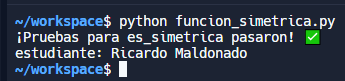 ~/workspace$ python funcion_simetrica.py
¡Pruebas para es_simetrica pasaron! ✅
estudiante: Ricardo Maldonado
~/workspace$